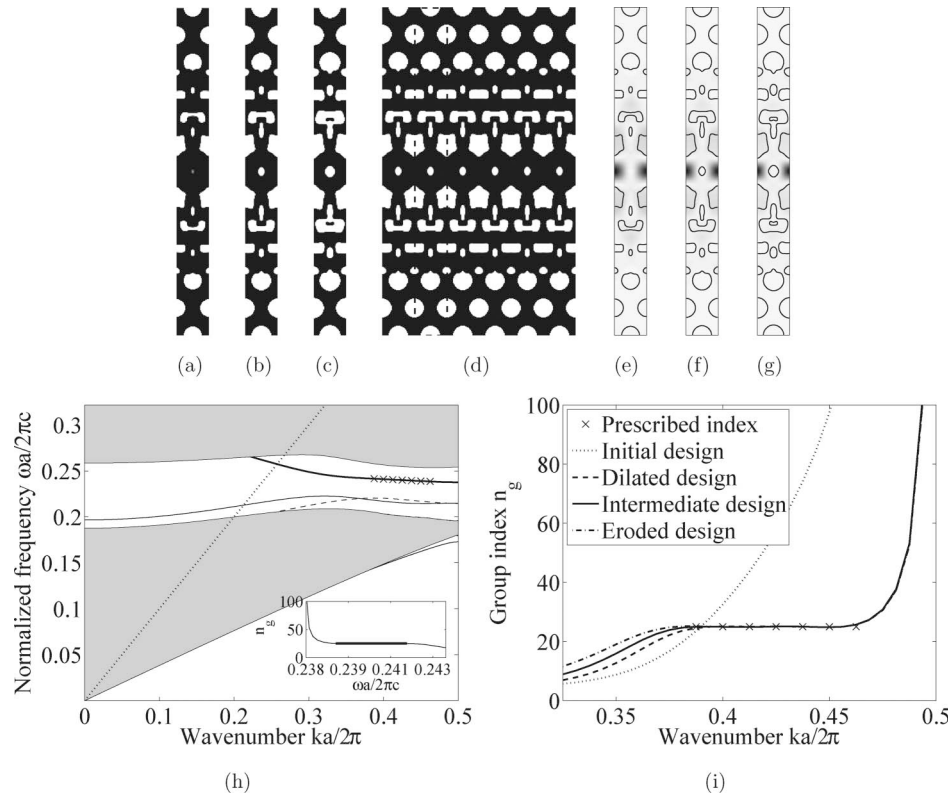 (a) (b) (c) (d) (e) (f) (g)
Normalized frequency ωa/2πc
0.3
0.25
0.2
0.15
0.1
0.05
0 0.1 0.2 0.3 0.4 0.5
Wavenumber ka/2π
n_g
100
50
0
0.238 0.239 0.241 0.243
ωa/2πc
(h)
Group index n_g
100
80
60
40
20
0
× Prescribed index
Initial design
Dilated design
Intermediate design
Eroded design
0.35 0.4 0.45 0.5
Wavenumber ka/2π
(i)